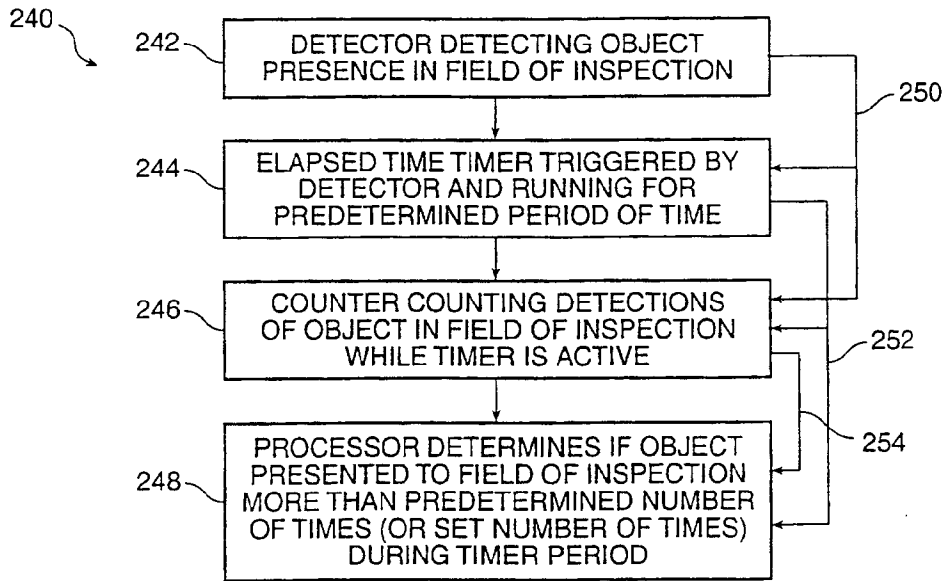 240
242
DETECTOR DETECTING OBJECT
PRESENCE IN FIELD OF INSPECTION
250
244
ELAPSED TIME TIMER TRIGGERED BY
DETECTOR AND RUNNING FOR
PREDETERMINED PERIOD OF TIME
246
COUNTER COUNTING DETECTIONS
OF OBJECT IN FIELD OF INSPECTION
WHILE TIMER IS ACTIVE
252
254
248
PROCESSOR DETERMINES IF OBJECT
PRESENTED TO FIELD OF INSPECTION
MORE THAN PREDETERMINED NUMBER
OF TIMES (OR SET NUMBER OF TIMES)
DURING TIMER PERIOD